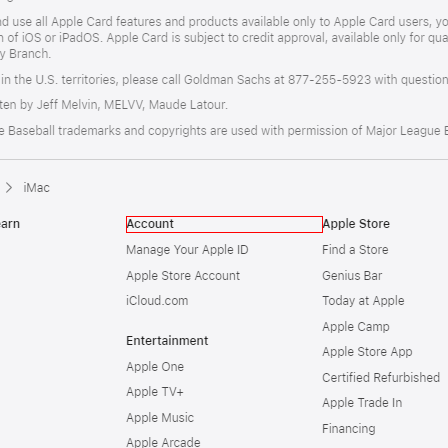 nd use all Apple Card features and products available only to Apple Card users, yo
n of iOS or iPadOS. Apple Card is subject to credit approval, available only for qua
y Branch.
in the U.S. territories, please call Goldman Sachs at 877-255-5923 with question
ten by Jeff Melvin, MELVV, Maude Latour.
e Baseball trademarks and copyrights are used with permission of Major League B
> iMac
earn
Account
Manage Your Apple ID
Apple Store Account
iCloud.com
Entertainment
Apple One
Apple TV+
Apple Music
Apple Arcade
Apple Store
Find a Store
Genius Bar
Today at Apple
Apple Camp
Apple Store App
Certified Refurbished
Apple Trade In
Financing